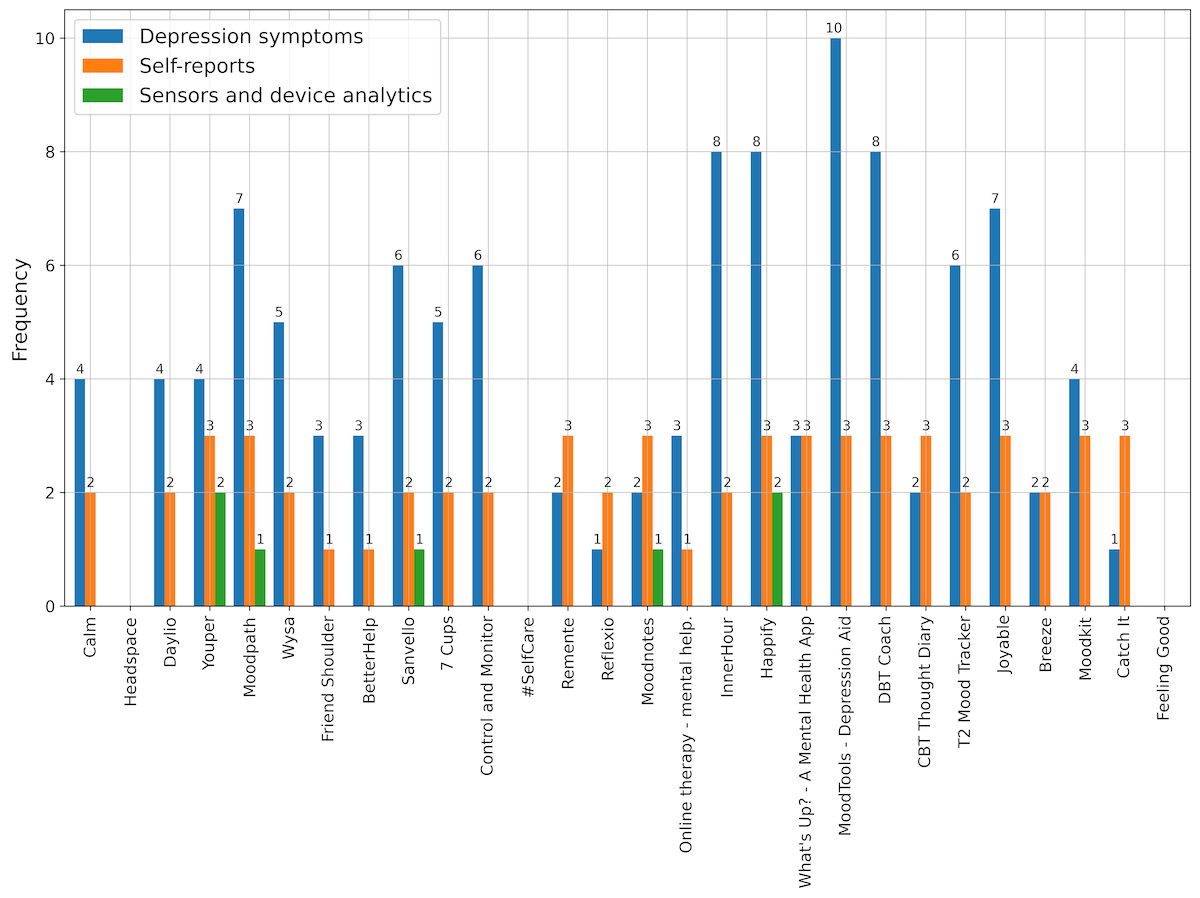 Depression symptoms
Self-reports
Sensors and device analytics
Frequency
10
8
6
4
2
0
4 2
4 2
4 3 2
7 3 1
5 2
3 1
3 1
6 2 1
5 2
6 2
2 3
1 2
2 3 1
3 1
8 2
8 3 2
3 3
10 3
8 3
2 3
6 2
7 3
2 2
4 3
1 3
Calm
Headspace
Daylio
Youper
Moodpath
Wysa
Friend Shoulder
BetterHelp
Sanvello
7 Cups
Control and Monitor
#SelfCare
Remente
Reflexio
Moodnotes
Online therapy - mental help.
InnerHour
Happify
What's Up? - A Mental Health App
MoodTools - Depression Aid
DBT Coach
CBT Thought Diary
T2 Mood Tracker
Joyable
Breeze
Moodkit
Catch It
Feeling Good